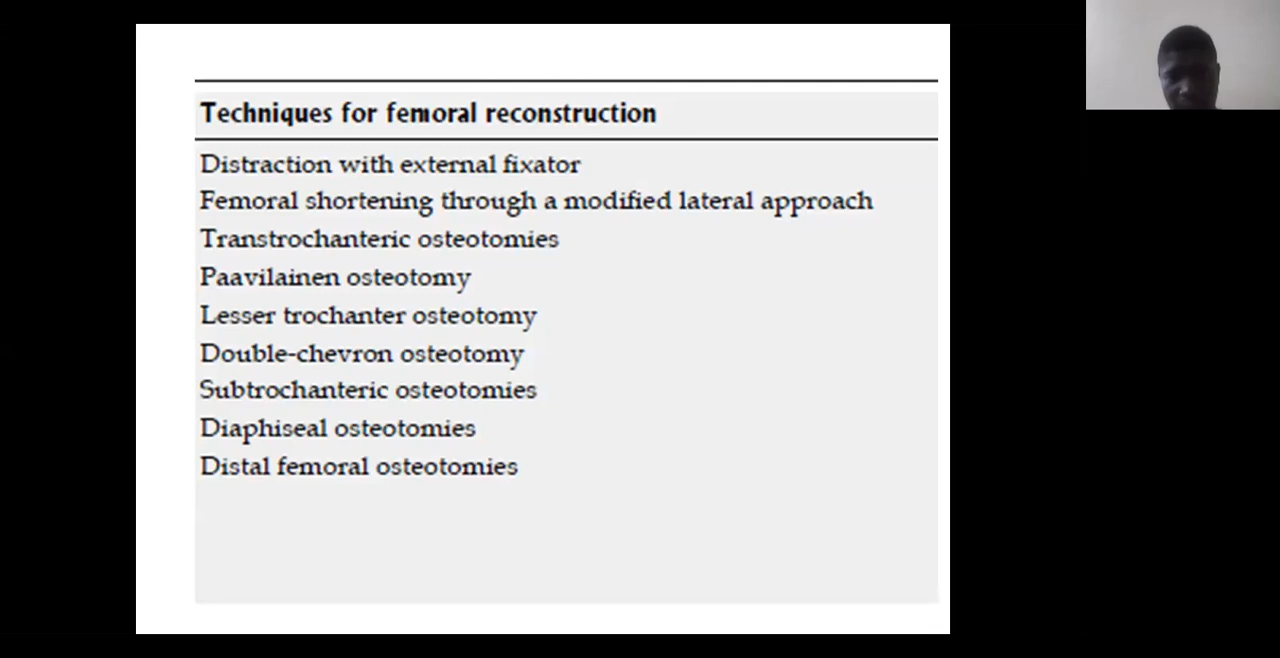 Techniques for femoral reconstruction
Distraction with external fixator
Femoral shortening through a modified lateral approach
Transtrochanteric osteotomies
Paavilainen osteotomy
Lesser trochanter osteotomy
Double-chevron osteotomy
Subtrochanteric osteotomies
Diaphiseal osteotomies
Distal femoral osteotomies